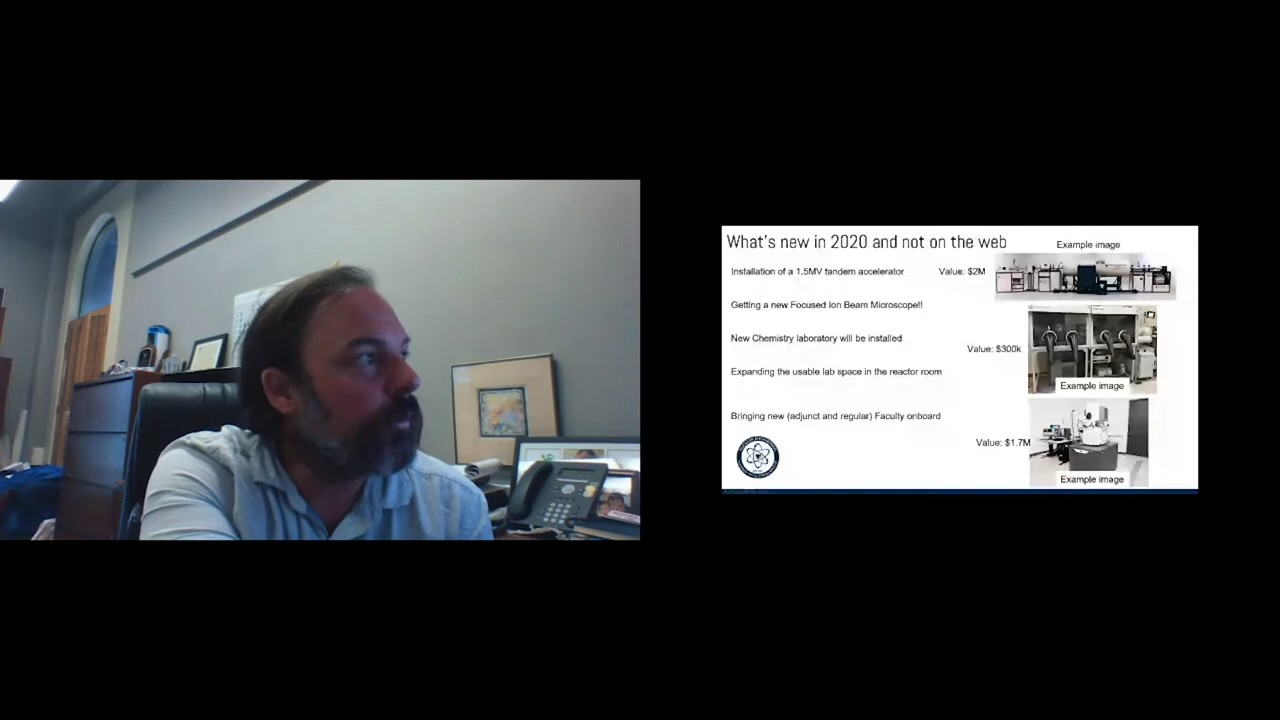 What's new in 2020 and not on the web
Example image
Installation of a 1.5MV tandem accelerator
Value: $2M
Getting a new Focused Ion Beam Microscope!!
New Chemistry laboratory will be installed
Value: $300k
Expanding the usable lab space in the reactor room
Example image
Bringing new (adjunct and regular) Faculty onboard
Value: $1.7M
Example image